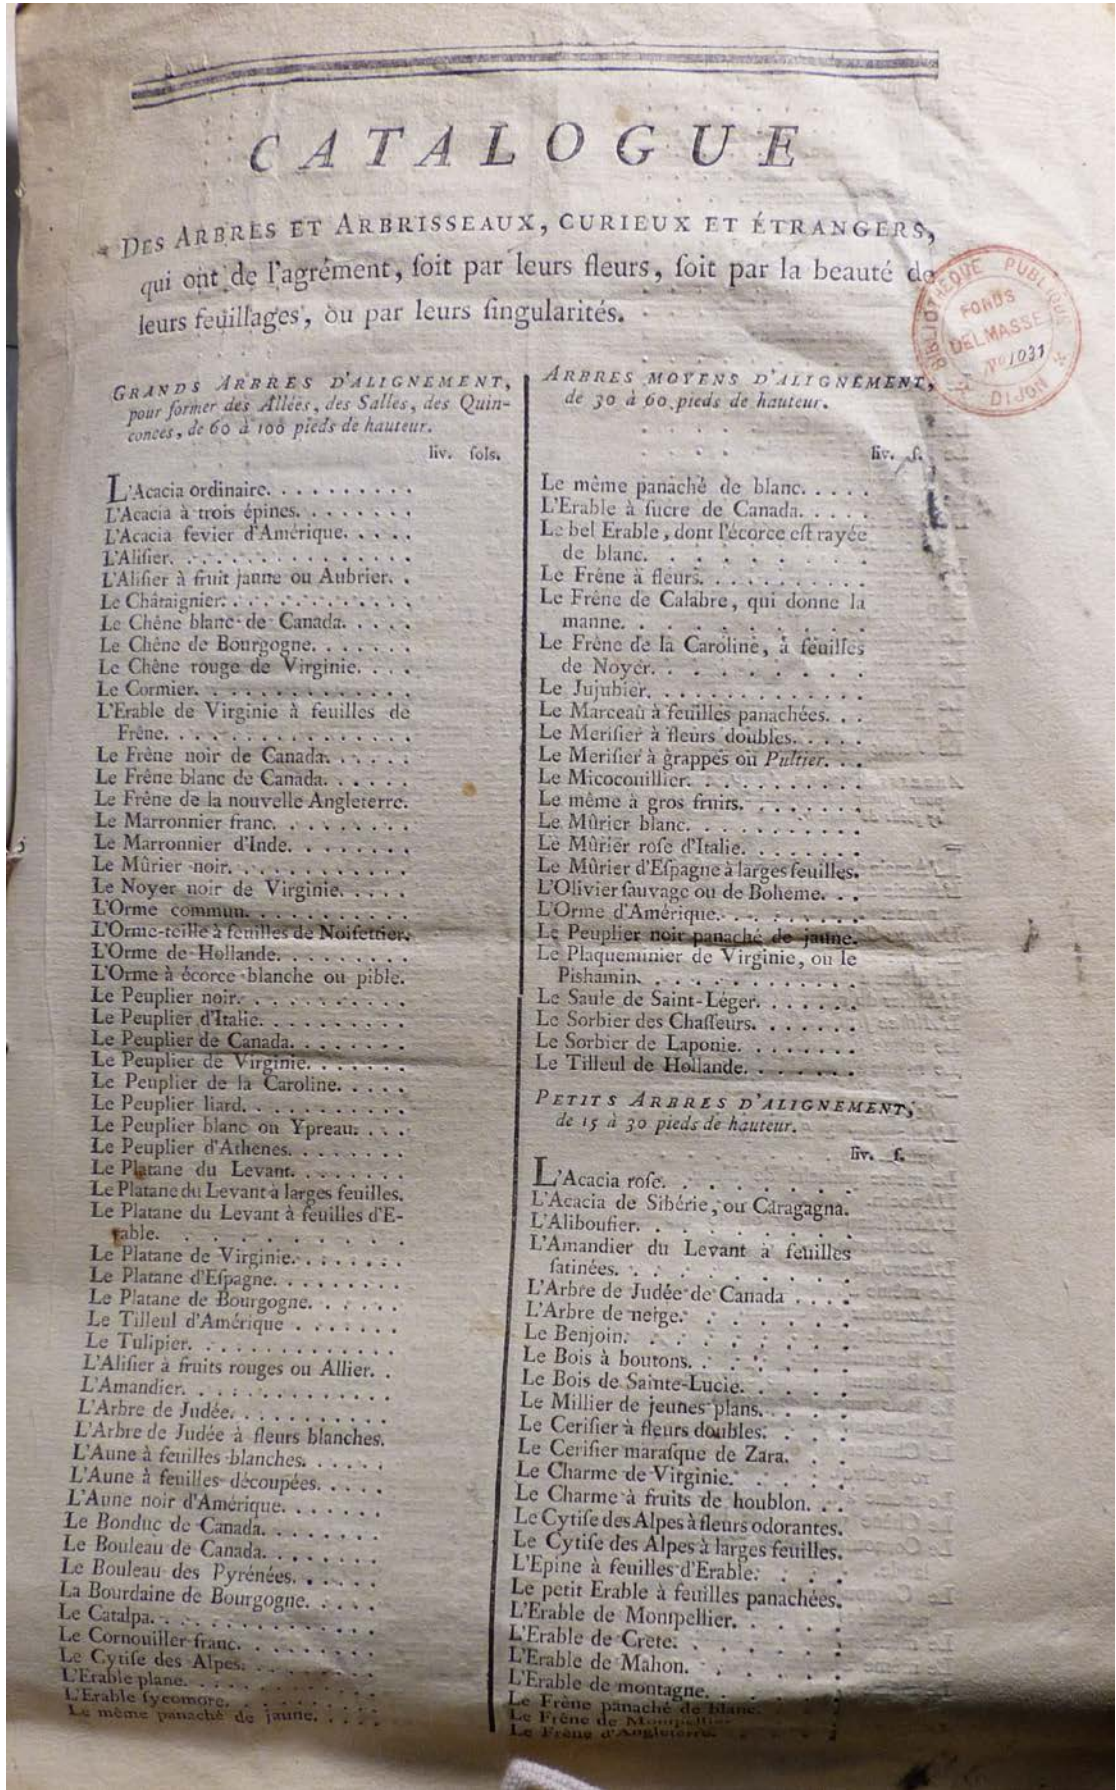 CATALOGUE
DES ARBRES ET ARBRISSEAUX, CURIEUX ET ÉTRANGERS,
qui ont de l'agrément, ſoit par leurs fleurs, ſoit par la beauté de
leurs feuillages, ou par leurs ſingularités.
BIBLIOTHEQUE PUBLIQUE
FONDS
DELMASSE
No 1031
DIJON
GRANDS ARBRES D'ALIGNEMENT,
pour former des Allées, des Salles, des Quin-
conces, de 60 à 100 pieds de hauteur.
liv. ſols.
L'Acacia ordinaire.
L'Acacia à trois épines.
L'Acacia fevier d'Amérique.
L'Aliſier.
L'Aliſier à fruit jaune ou Aubrier.
Le Châtaignier.
Le Chêne blanc de Canada.
Le Chêne de Bourgogne.
Le Chêne rouge de Virginie.
Le Cormier.
L'Erable de Virginie à feuilles de
Frêne.
Le Frêne noir de Canada.
Le Frêne blanc de Canada.
Le Frêne de la nouvelle Angleterre.
Le Marronnier franc.
Le Marronnier d'Inde.
Le Mûrier noir.
Le Noyer noir de Virginie.
L'Orme commun.
L'Orme-teille à feuilles de Noiſettier.
L'Orme de Hollande.
L'Orme à écorce blanche ou pible.
Le Peuplier noir.
Le Peuplier d'Italie.
Le Peuplier de Canada.
Le Peuplier de Virginie.
Le Peuplier de la Caroline.
Le Peuplier liard.
Le Peuplier blanc ou Ypreau.
Le Peuplier d'Athenes.
Le Platane du Levant.
Le Platane du Levant à larges feuilles.
Le Platane du Levant à feuilles d'E-
rable.
Le Platane de Virginie.
Le Platane d'Eſpagne.
Le Platane de Bourgogne.
Le Tilleul d'Amérique
Le Tulipier.
L'Aliſier à fruits rouges ou Allier.
L'Amandier.
L'Arbre de Judée.
L'Arbre de Judée à fleurs blanches.
L'Aune à feuilles blanches.
L'Aune à feuilles découpées.
L'Aune noir d'Amérique.
Le Bonduc de Canada.
Le Bouleau de Canada.
Le Bouleau des Pyrénées.
La Bourdaine de Bourgogne.
Le Catalpa.
Le Cornouiller franc.
Le Cytiſe des Alpes.
L'Erable plane.
L'Erable ſycomore.
Le même panaché de jaune.
ARBRES MOYENS D'ALIGNEMENT,
de 30 à 60 pieds de hauteur.
liv. ſ.
Le même panaché de blanc.
L'Erable à ſucre de Canada.
Le bel Erable, dont l'écorce eſt rayée
de blanc.
Le Frêne à fleurs.
Le Frêne de Calabre, qui donne la
manne.
Le Frêne de la Caroline, à feuilles
de Noyer.
Le Jujubier.
Le Marceau à feuilles panachées.
Le Meriſier à fleurs doubles.
Le Meriſier à grappes ou Pultier.
Le Micocouillier.
Le même à gros fruits.
Le Mûrier blanc.
Le Mûrier roſe d'Italie.
Le Mûrier d'Eſpagne à larges feuilles.
L'Olivier ſauvage ou de Boheme.
L'Orme d'Amérique.
Le Peuplier noir panaché de jaune.
Le Plaqueminier de Virginie, ou le
Pishamin.
Le Saule de Saint-Léger.
Le Sorbier des Chaſſeurs.
Le Sorbier de Laponie.
Le Tilleul de Hollande.
PETITS ARBRES D'ALIGNEMENT,
de 15 à 30 pieds de hauteur.
liv. ſ.
L'Acacia roſe.
L'Acacia de Sibérie, ou Caragagna.
L'Aliboufier.
L'Amandier du Levant à feuilles
ſatinées.
L'Arbre de Judée de Canada
L'Arbre de neige.
Le Benjoin.
Le Bois à boutons.
Le Bois de Sainte-Lucie.
Le Millier de jeunes plans.
Le Ceriſier à fleurs doubles.
Le Ceriſier maraſque de Zara.
Le Charme de Virginie.
Le Charme à fruits de houblon.
Le Cytiſe des Alpes à fleurs odorantes.
Le Cytiſe des Alpes à larges feuilles.
L'Epine à feuilles d'Erable.
Le petit Erable à feuilles panachées.
L'Erable de Montpellier.
L'Erable de Crete.
L'Erable de Mahon.
L'Erable de montagne.
Le Frêne panaché de blanc.
Le Frêne de Montpellier
Le Frêne d'Angleterre.